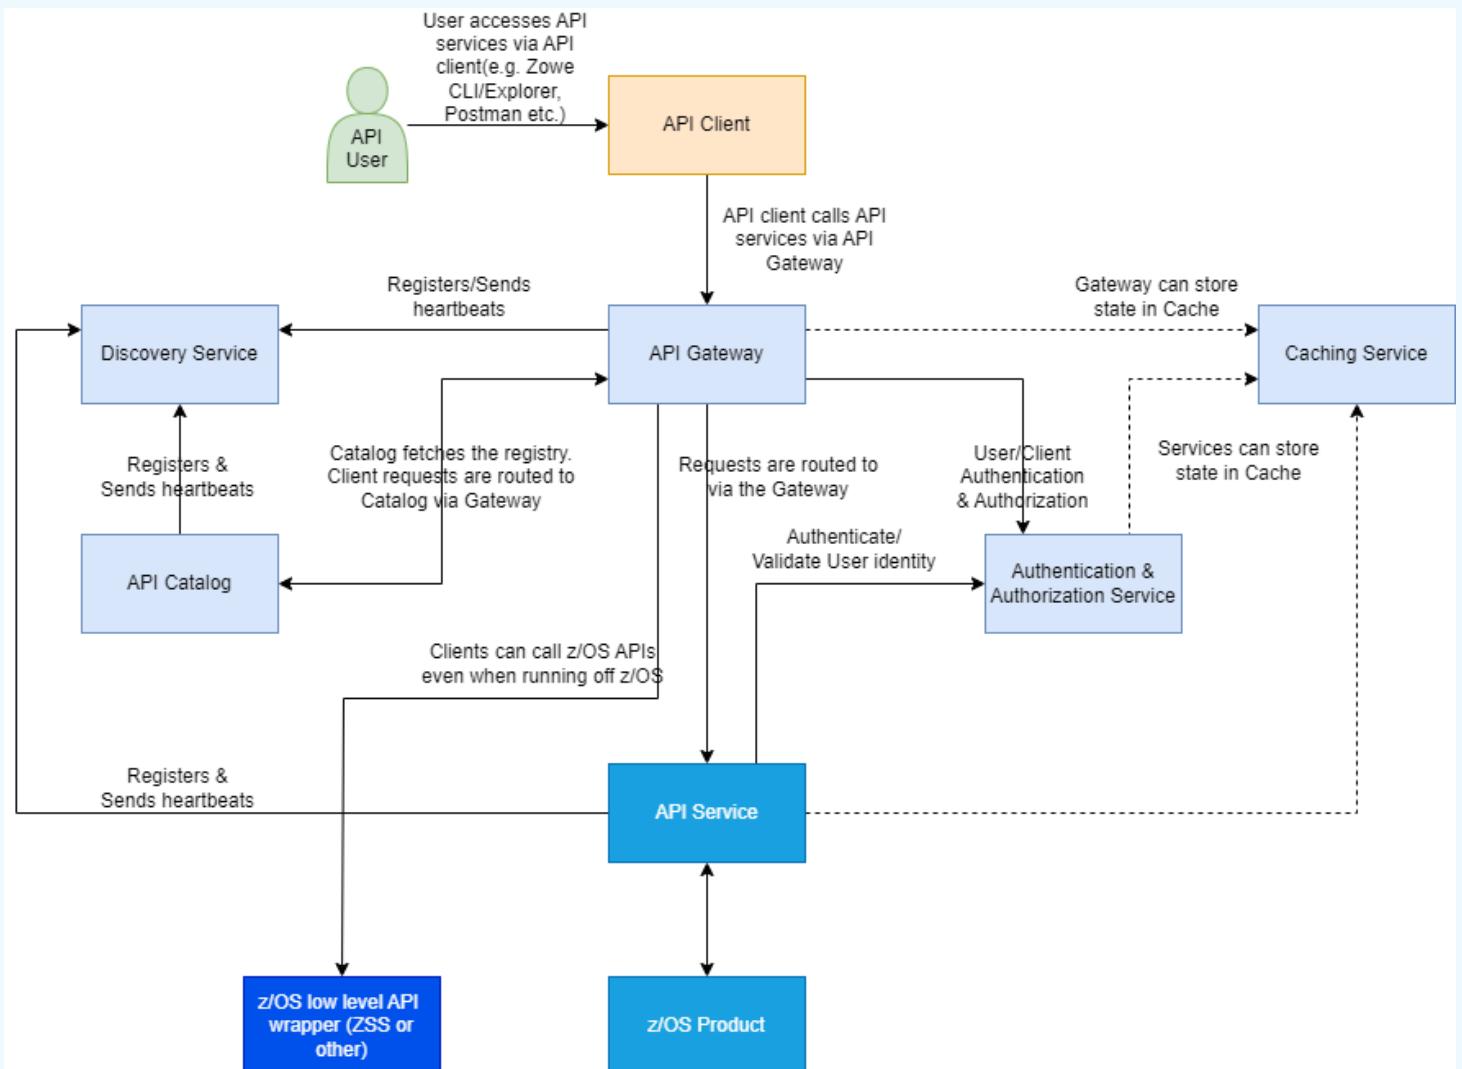 User accesses API
services via API
client(e.g. Zowe
CLI/Explorer,
Postman etc.)
API
User
API Client
API client calls API
services via API
Gateway
Registers/Sends
heartbeats
Gateway can store
state in Cache
Discovery Service
API Gateway
Caching Service
Registers &
Sends heartbeats
Catalog fetches the registry.
Client requests are routed to
Catalog via Gateway
Requests are routed to
via the Gateway
User/Client
Authentication
& Authorization
Services can store
state in Cache
Authenticate/
Validate User identity
API Catalog
Authentication &
Authorization Service
Clients can call z/OS APIs
even when running off z/OS
Registers &
Sends heartbeats
API Service
z/OS low level API
wrapper (ZSS or
other)
z/OS Product